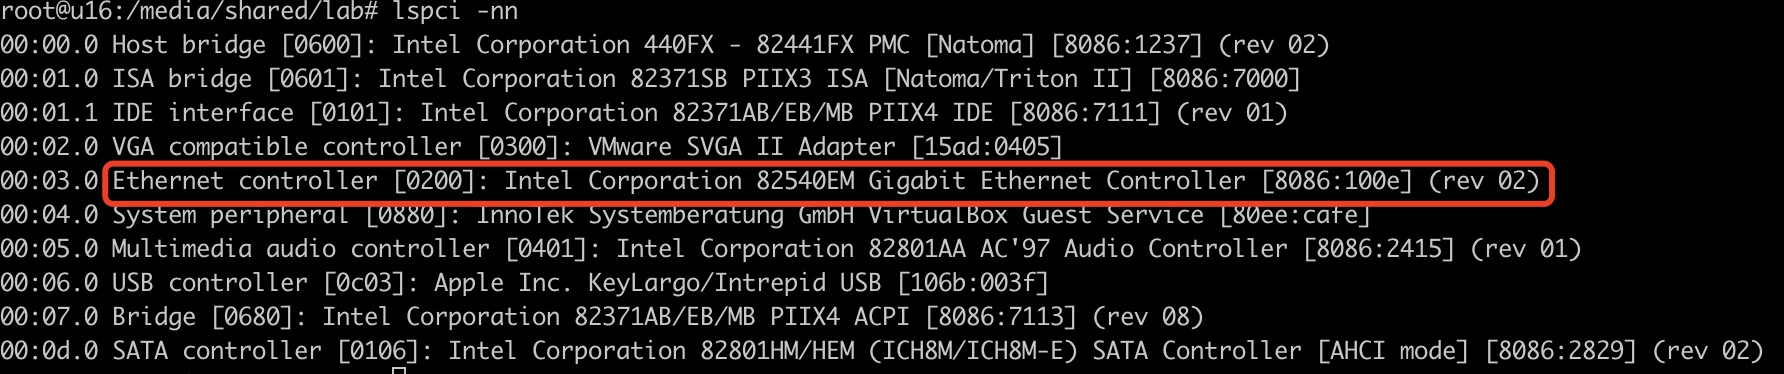 root@u16:/media/shared/lab# lspci -nn
00:00.0 Host bridge [0600]: Intel Corporation 440FX - 82441FX PMC [Natoma] [8086:1237] (rev 02)
00:01.0 ISA bridge [0601]: Intel Corporation 82371SB PIIX3 ISA [Natoma/Triton II] [8086:7000]
00:01.1 IDE interface [0101]: Intel Corporation 82371AB/EB/MB PIIX4 IDE [8086:7111] (rev 01)
00:02.0 VGA compatible controller [0300]: VMware SVGA II Adapter [15ad:0405]
00:03.0 Ethernet controller [0200]: Intel Corporation 82540EM Gigabit Ethernet Controller [8086:100e] (rev 02)
00:04.0 System peripheral [0880]: InnoTek Systemberatung GmbH VirtualBox Guest Service [80ee:cafe]
00:05.0 Multimedia audio controller [0401]: Intel Corporation 82801AA AC'97 Audio Controller [8086:2415] (rev 01)
00:06.0 USB controller [0c03]: Apple Inc. KeyLargo/Intrepid USB [106b:003f]
00:07.0 Bridge [0680]: Intel Corporation 82371AB/EB/MB PIIX4 ACPI [8086:7113] (rev 08)
00:0d.0 SATA controller [0106]: Intel Corporation 82801HM/HEM (ICH8M/ICH8M-E) SATA Controller [AHCI mode] [8086:2829] (rev 02)